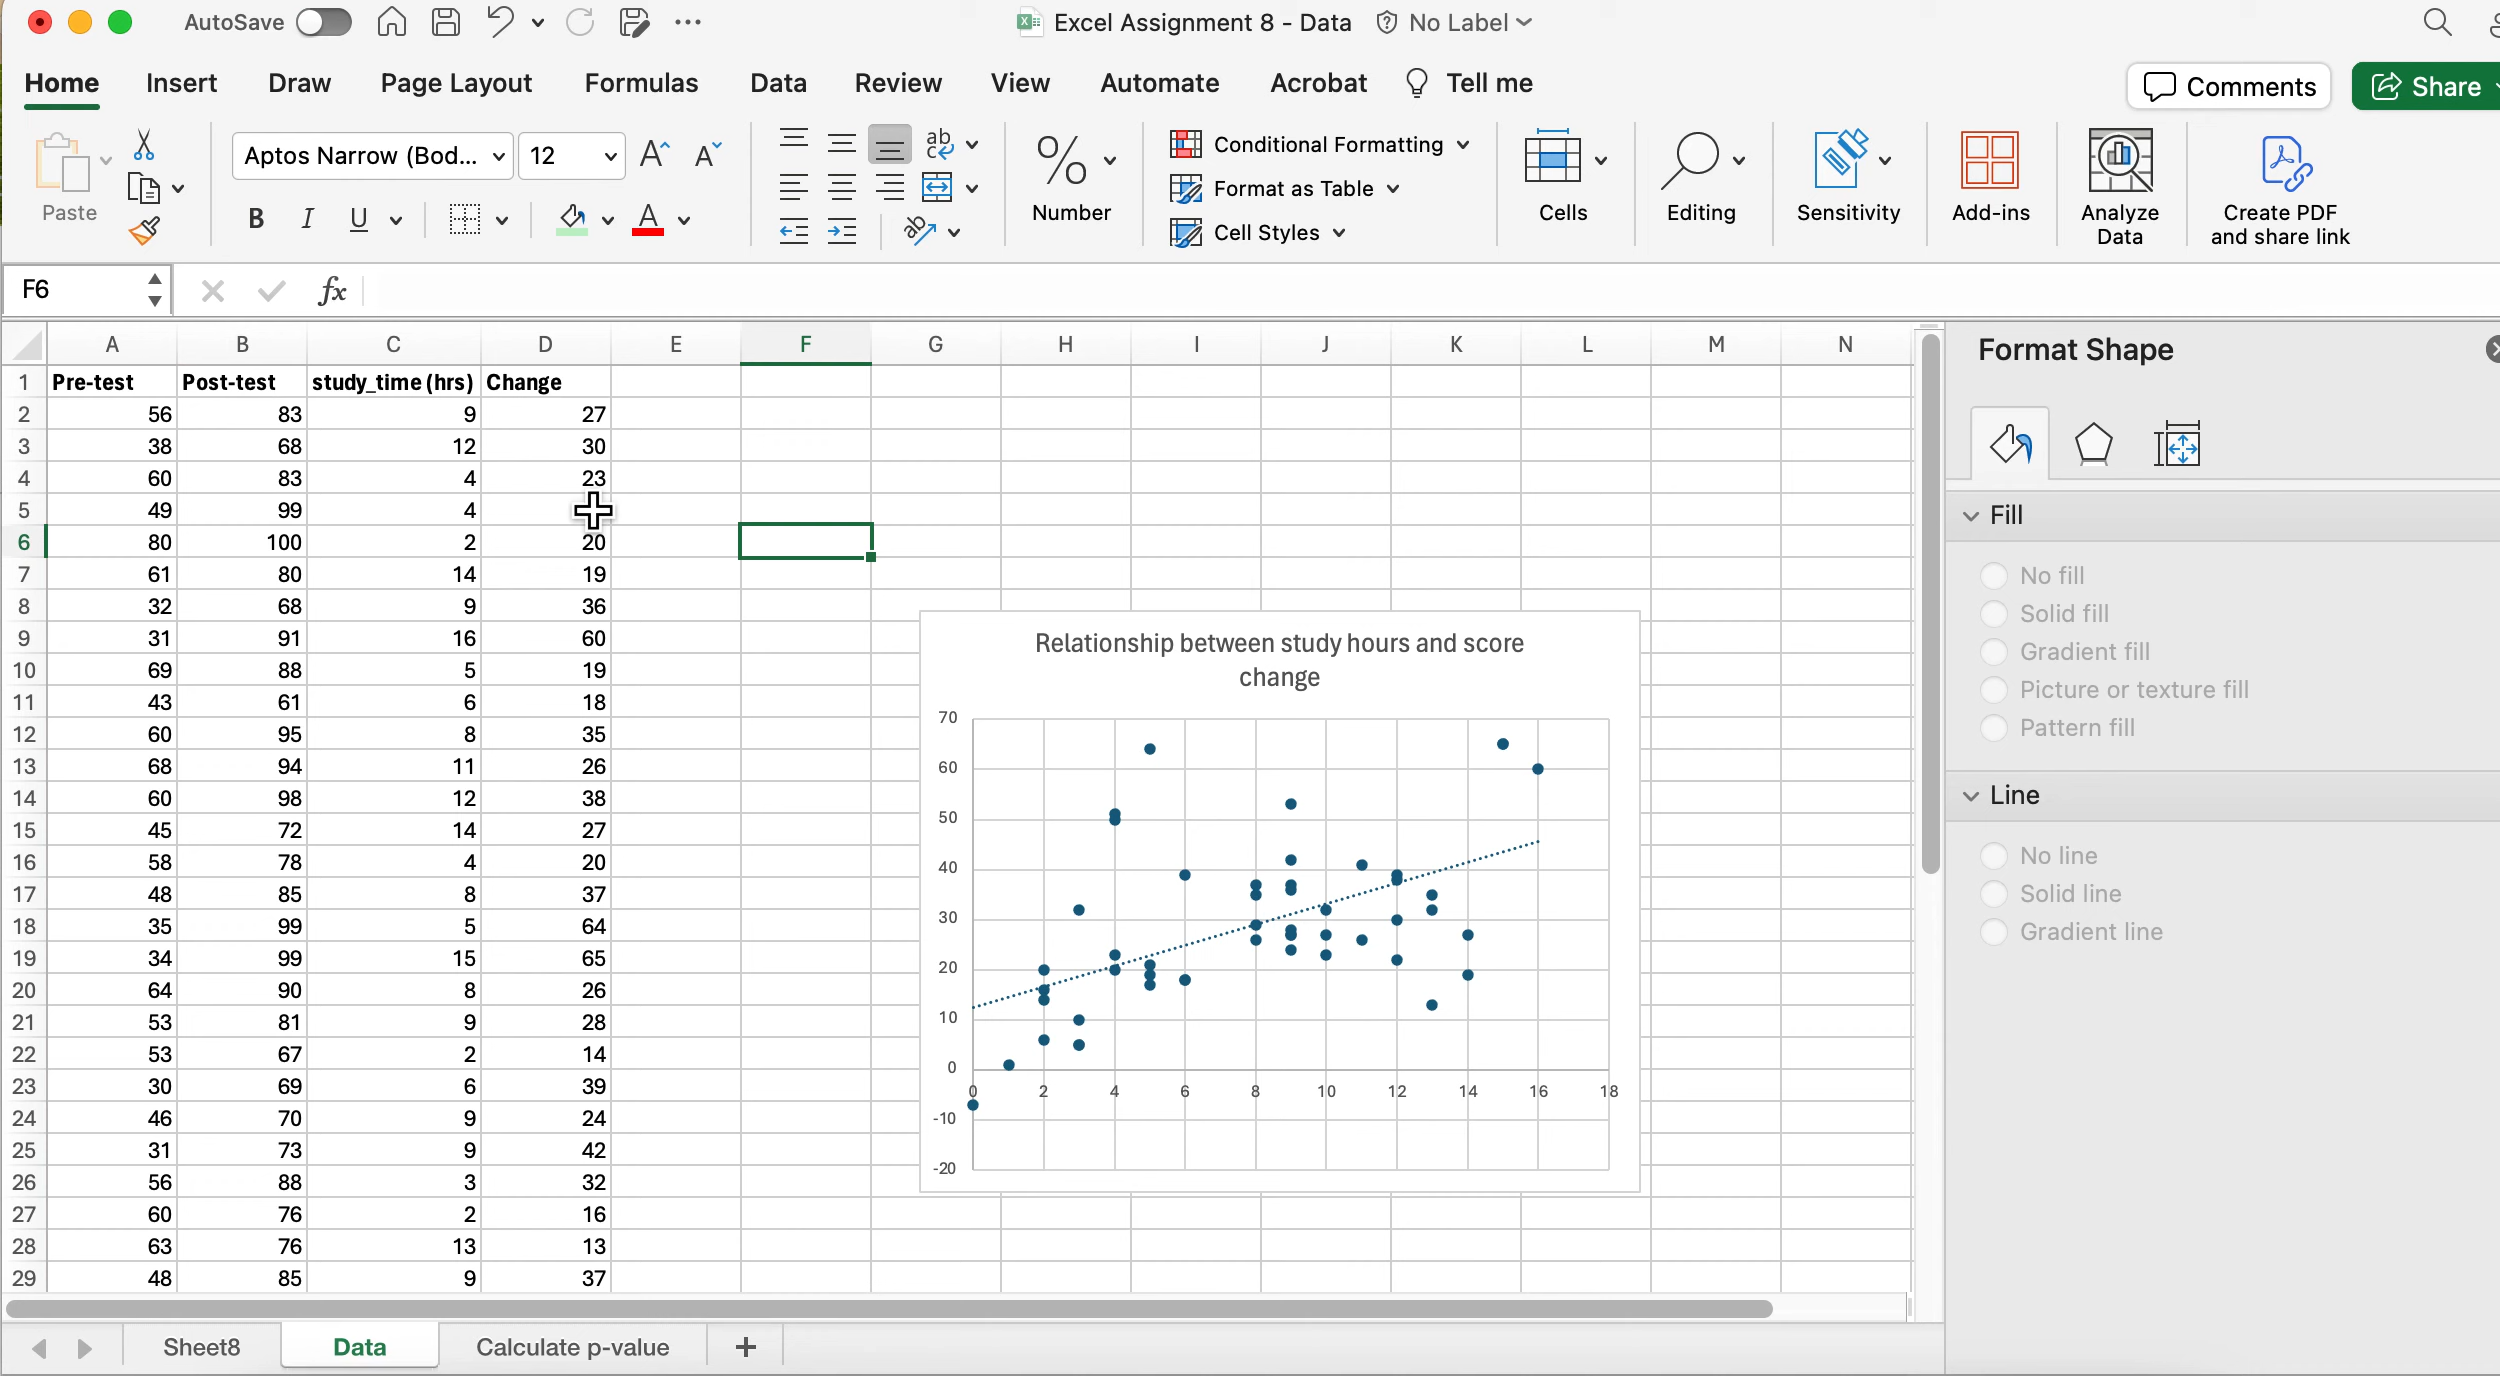 AutoSave Excel Assignment 8 - Data No Label
Home Insert Draw Page Layout Formulas Data Review View Automate Acrobat Tell me Comments Share
Paste
Aptos Narrow (Bod... 12
B I U A
Number
Conditional Formatting
Format as Table
Cell Styles
Cells
Editing
Sensitivity
Add-ins
Analyze
Data
Create PDF
and share link
F6 fx
A B C D E F G H I J K L M N
1 Pre-test Post-test study_time (hrs) Change
2 56 83 9 27
3 38 68 12 30
4 60 83 4 23
5 49 99 4
6 80 100 2 20
7 61 80 14 19
8 32 68 9 36
9 31 91 16 60
10 69 88 5 19
11 43 61 6 18
12 60 95 8 35
13 68 94 11 26
14 60 98 12 38
15 45 72 14 27
16 58 78 4 20
17 48 85 8 37
18 35 99 5 64
19 34 99 15 65
20 64 90 8 26
21 53 81 9 28
22 53 67 2 14
23 30 69 6 39
24 46 70 9 24
25 31 73 9 42
26 56 88 3 32
27 60 76 2 16
28 63 76 13 13
29 48 85 9 37
Relationship between study hours and score
change
70
60
50
40
30
20
10
0
0 2 4 6 8 10 12 14 16 18
-10
-20
Format Shape
Fill
No fill
Solid fill
Gradient fill
Picture or texture fill
Pattern fill
Line
No line
Solid line
Gradient line
Sheet8 Data Calculate p-value +